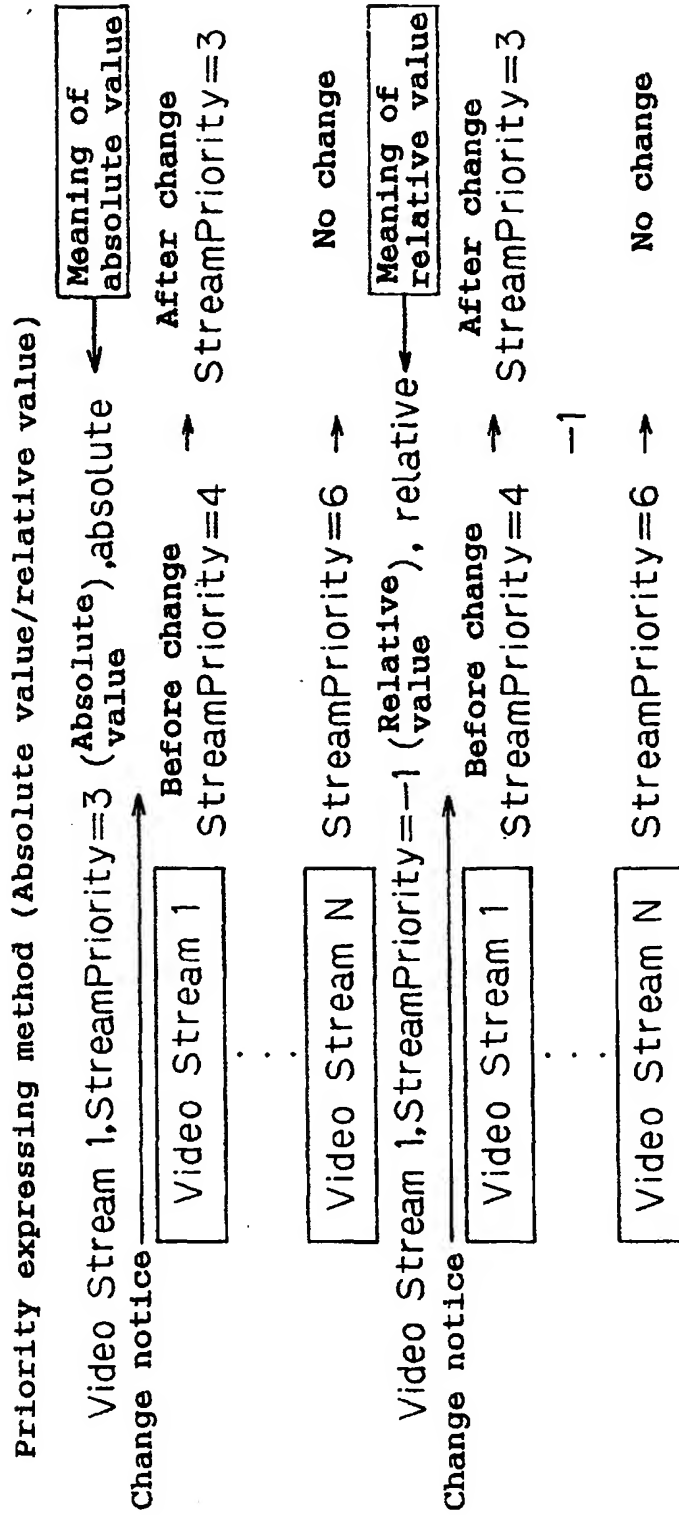 Priority expressing method (Absolute value/relative value)
Video Stream 1,StreamPriority=3 (Absolute value),absolute
Meaning of
absolute value
Change notice
Before change
After change
Video Stream 1
StreamPriority=4 → StreamPriority=3
. . .
Video Stream N
StreamPriority=6 → No change
Video Stream 1,StreamPriority=−1 (Relative value), relative
Meaning of
relative value
Change notice
Before change
After change
Video Stream 1
StreamPriority=4 → StreamPriority=3
−1
. . .
Video Stream N
StreamPriority=6 → No change